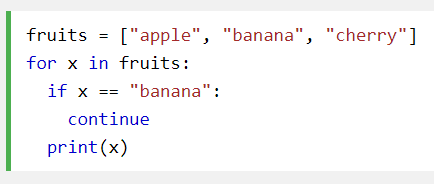 fruits = ["apple", "banana", "cherry"]
for x in fruits:
  if x == "banana":
    continue
  print(x)